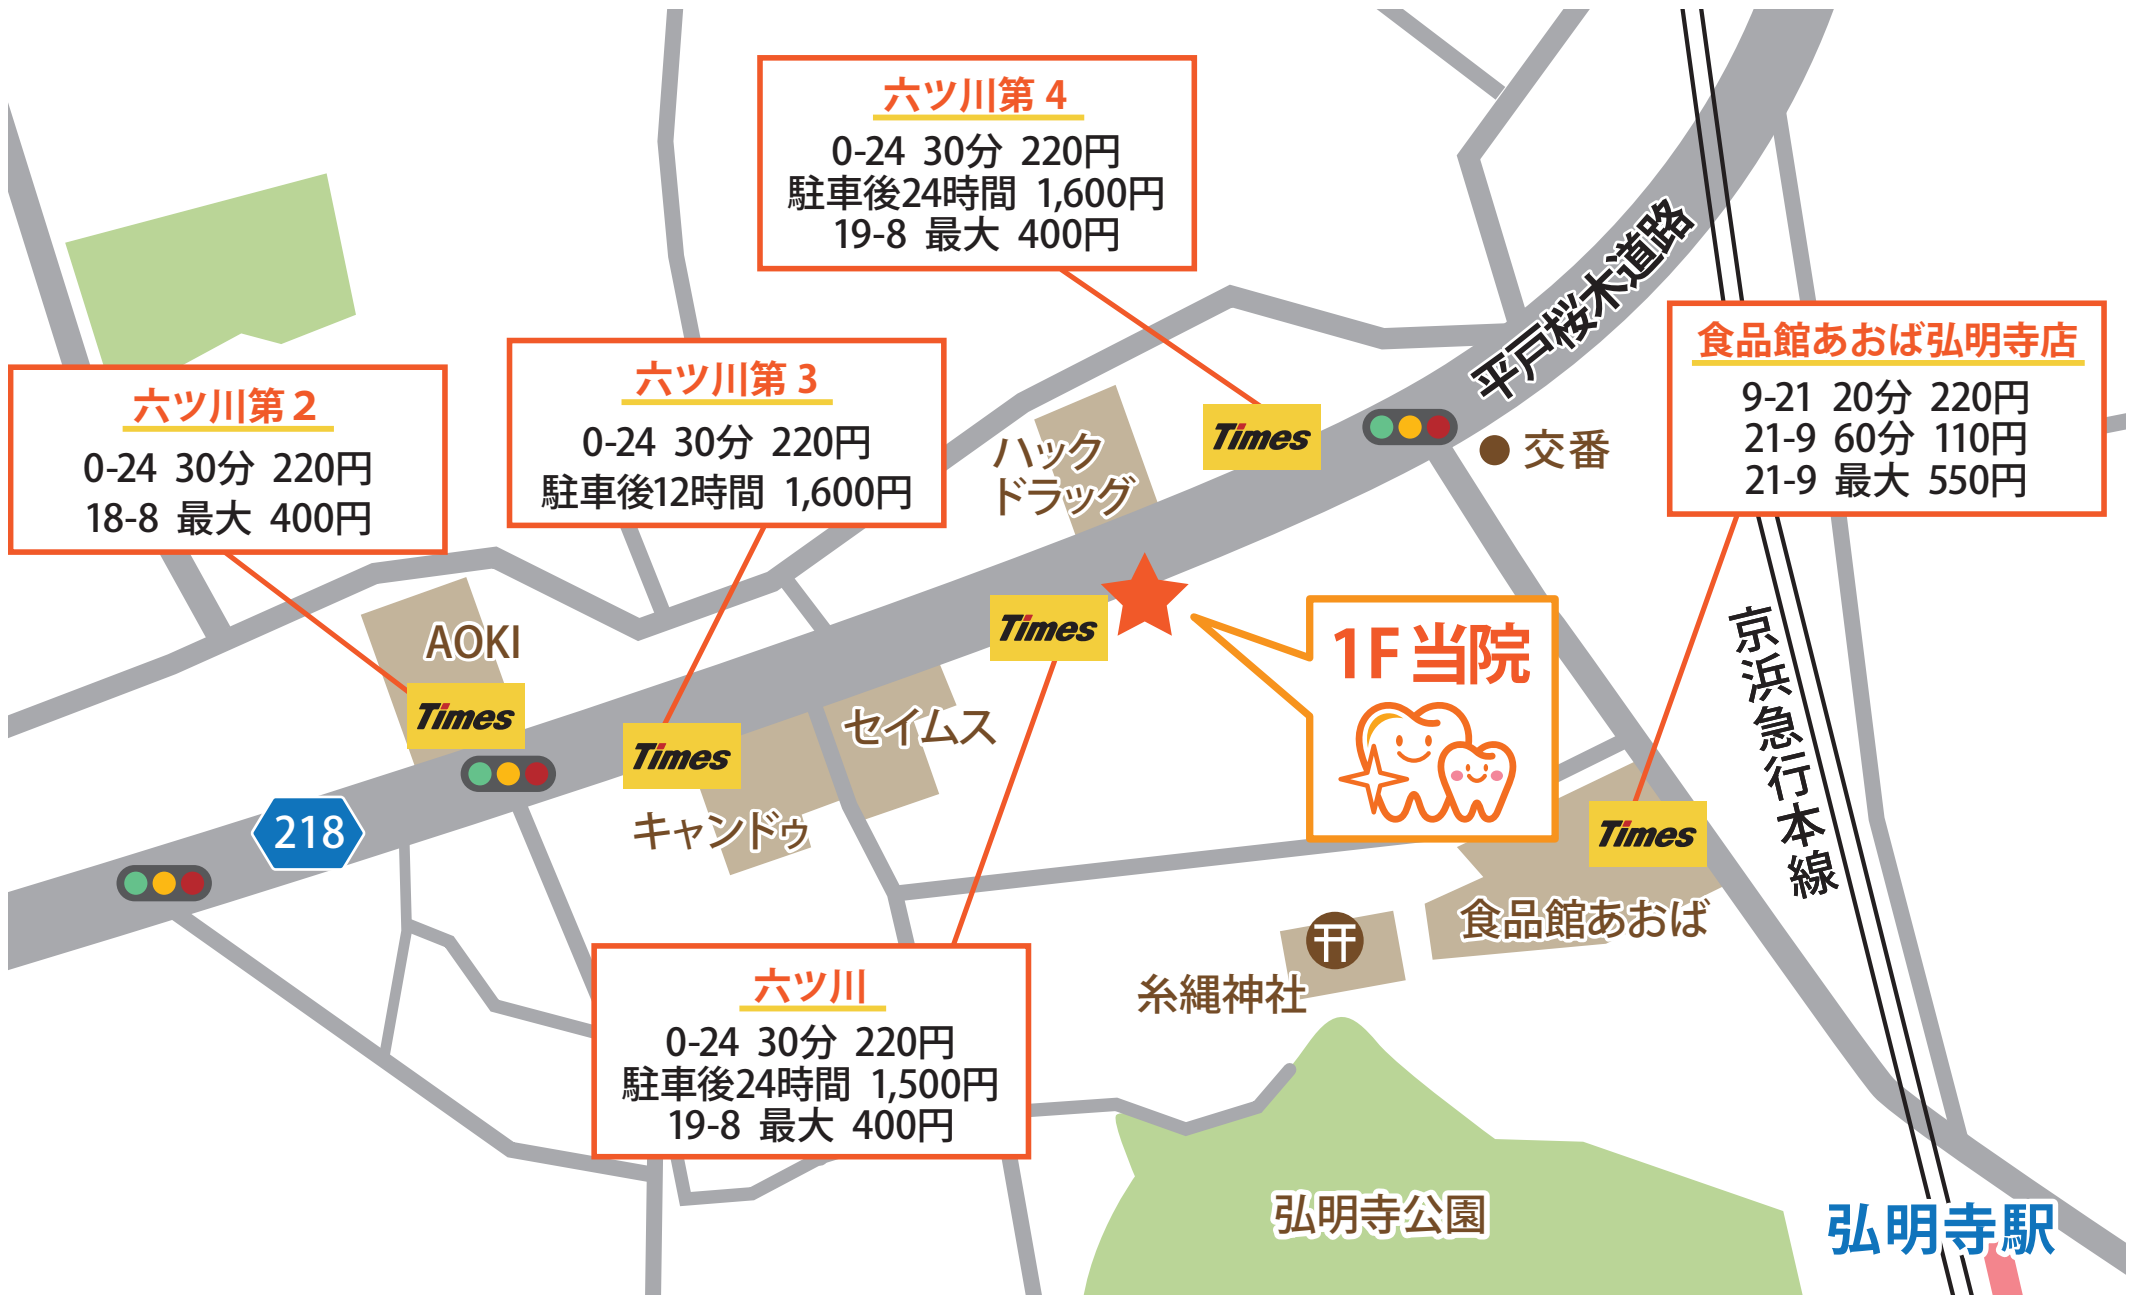 六ツ川第 4
0-24 30分 220円
駐車後24時間 1,600円
19-8 最大 400円
平戸桜木道路
食品館あおば弘明寺店
9-21 20分 220円
21-9 60分 110円
21-9 最大 550円
六ツ川第 3
0-24 30分 220円
駐車後12時間 1,600円
六ツ川第 2
0-24 30分 220円
18-8 最大 400円
ハック
ドラッグ
Times
交番
AOKI
Times
Times
セイムス
Times
1F 当院
京浜急行本線
キャンドゥ
218
Times
食品館あおば
糸縄神社
六ツ川
0-24 30分 220円
駐車後24時間 1,500円
19-8 最大 400円
弘明寺公園
弘明寺駅